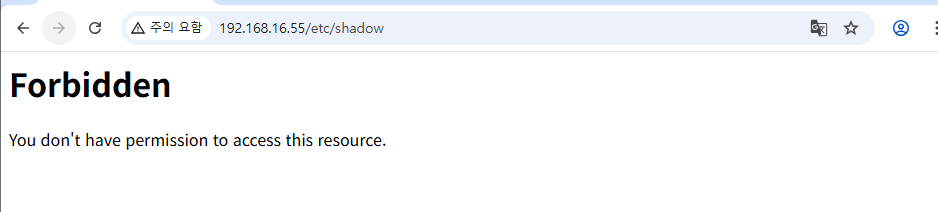 주의 요함 192.168.16.55/etc/shadow
Forbidden
You don't have permission to access this resource.